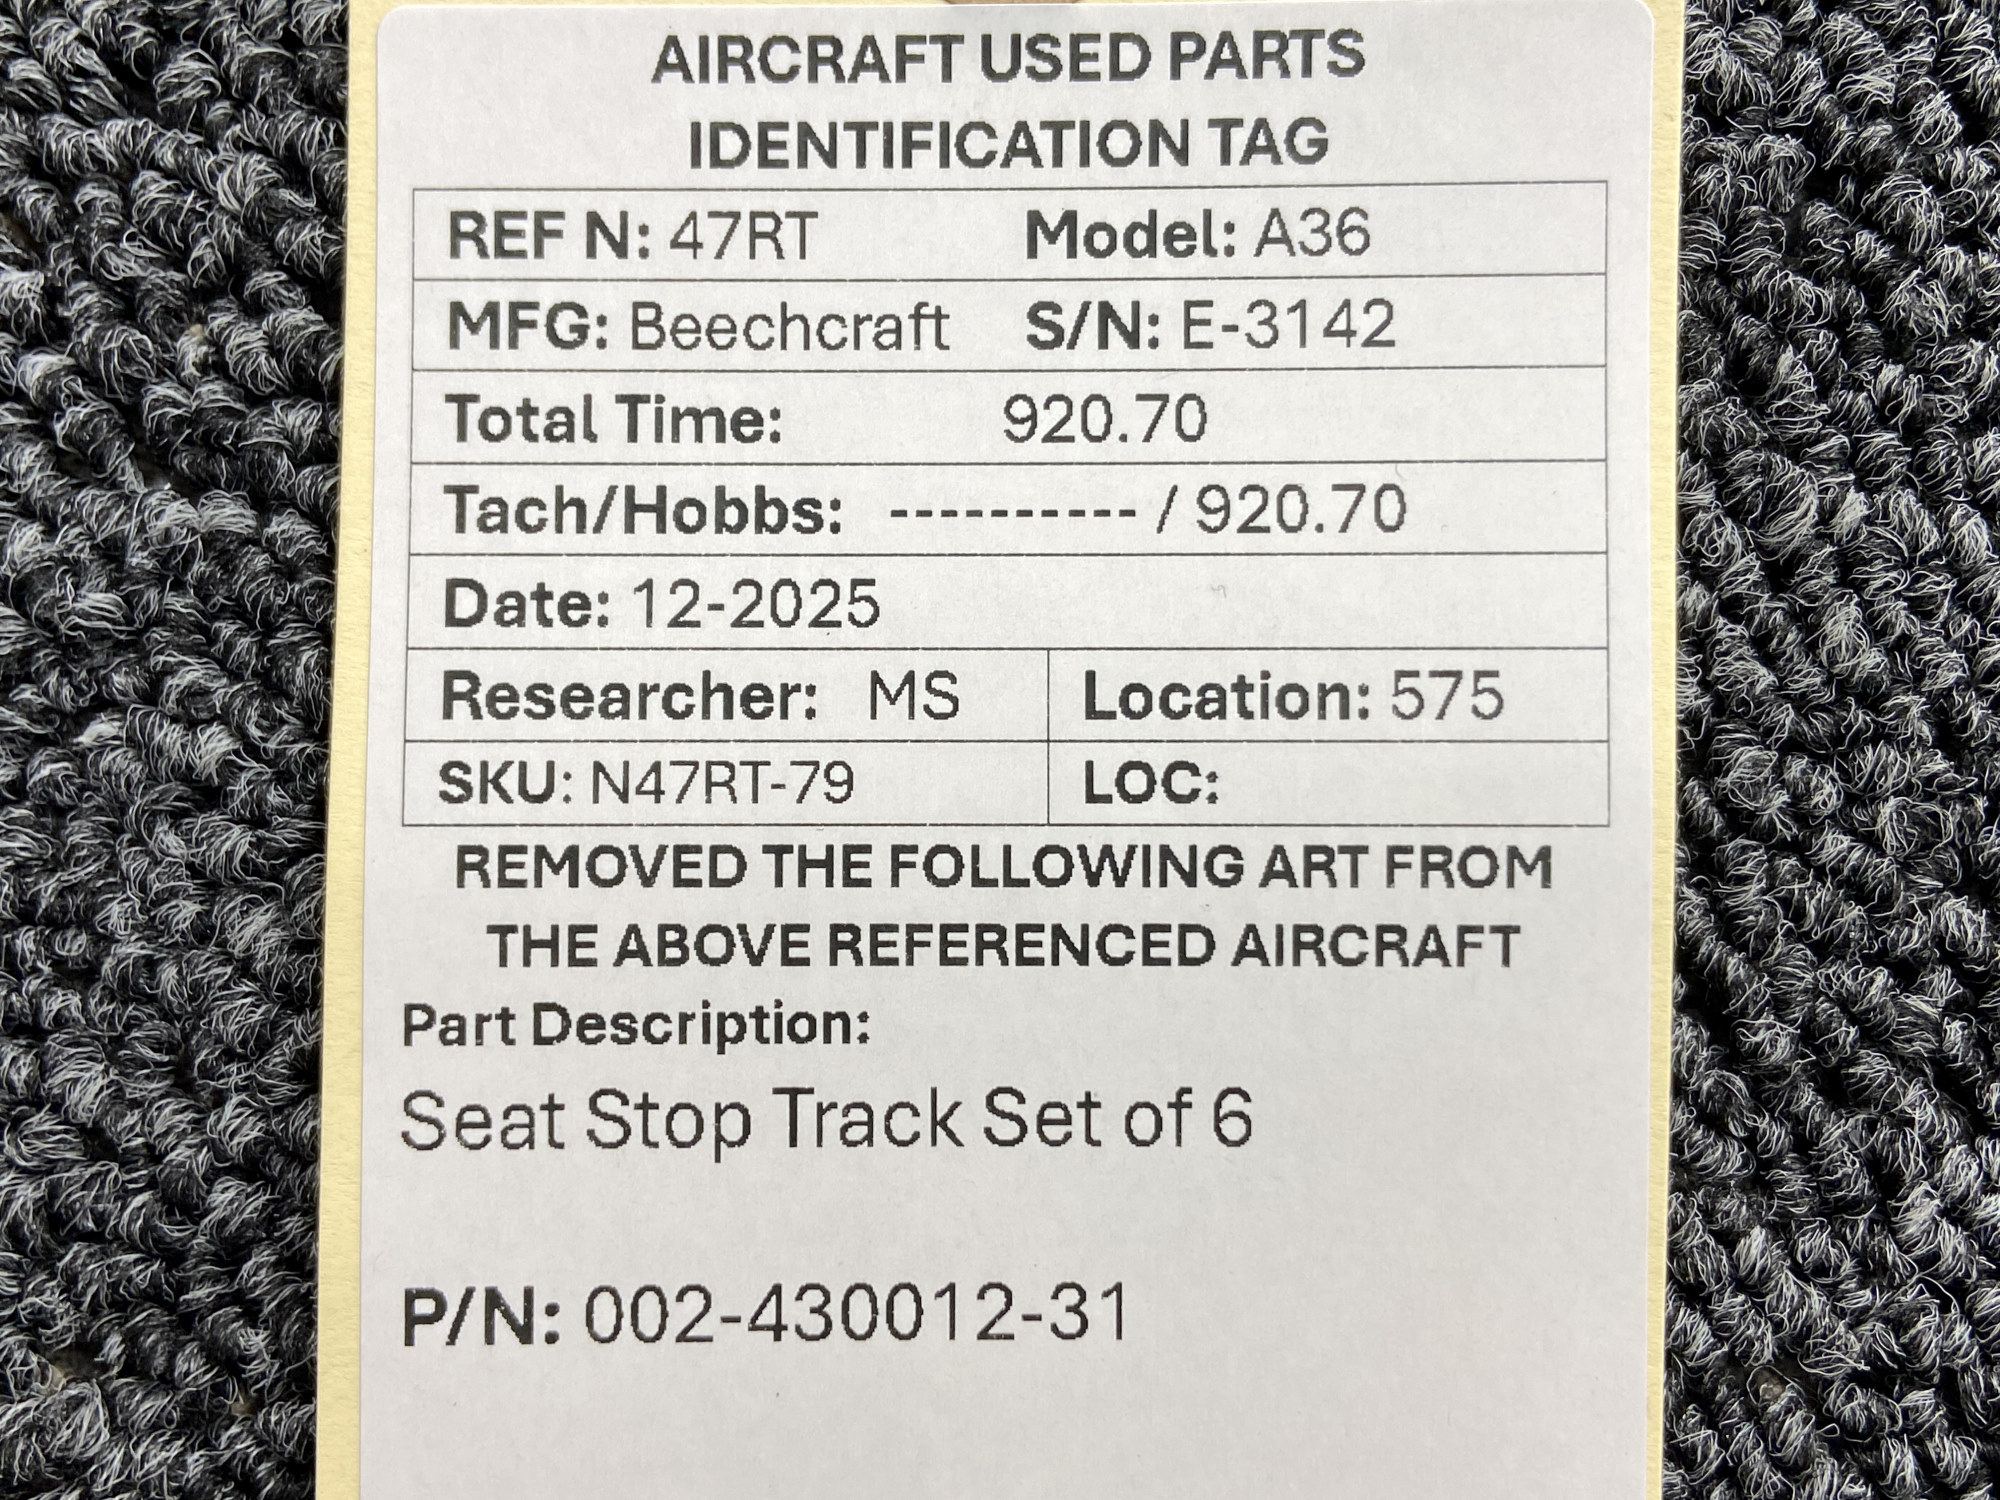 AIRCRAFT USED PARTS
IDENTIFICATION TAG
REF N: 47RT Model: A36
MFG: Beechcraft S/N: E-3142
Total Time: 920.70
Tach/Hobbs: ---------- / 920.70
Date: 12-2025
Researcher: MS Location: 575
SKU: N47RT-79 LOC:
REMOVED THE FOLLOWING ART FROM
THE ABOVE REFERENCED AIRCRAFT
Part Description:
Seat Stop Track Set of 6
P/N: 002-430012-31